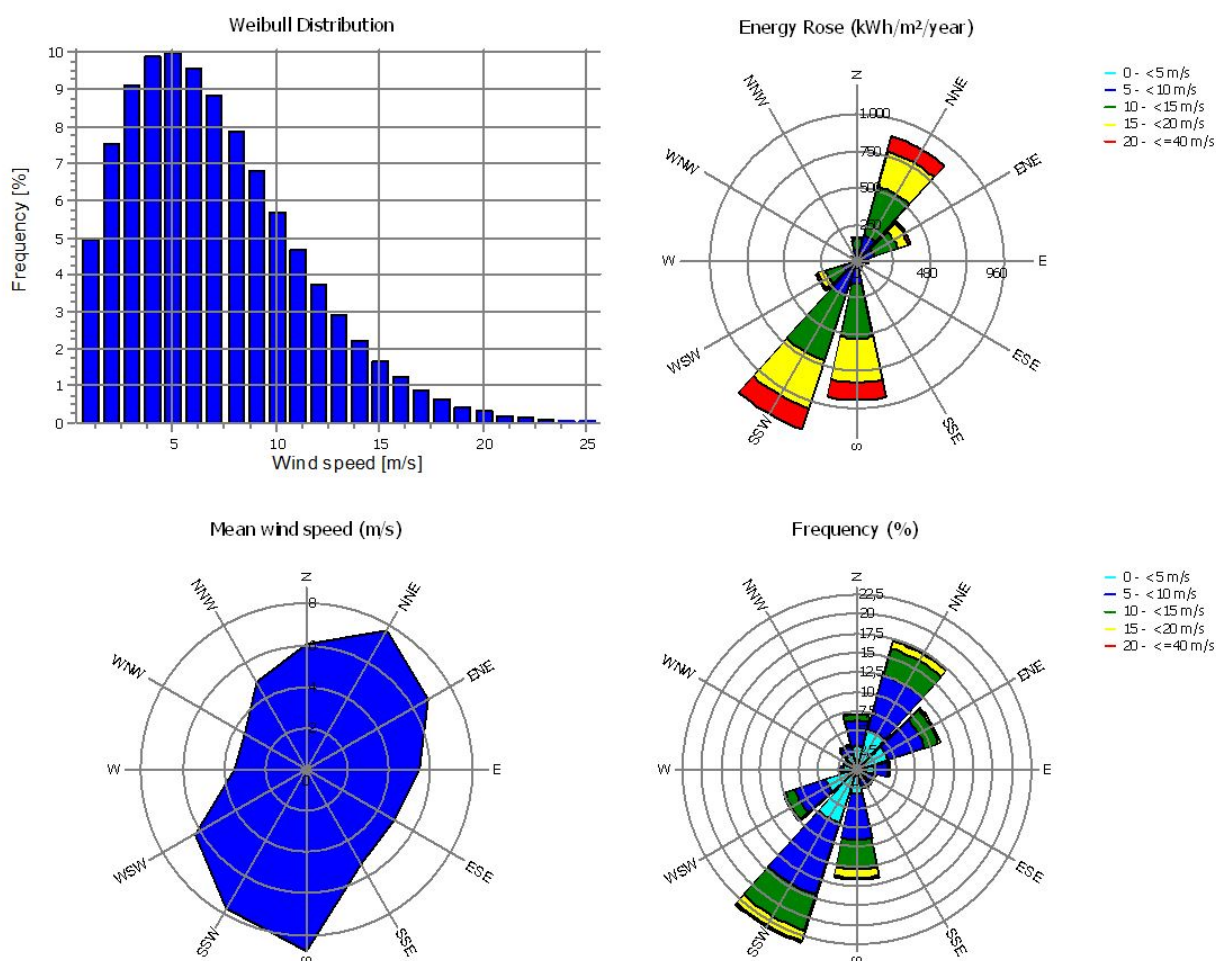 Weibull Distribution
Frequency [%]
10
9
8
7
6
5
4
3
2
1
0
5
10
15
20
25
Wind speed [m/s]
Energy Rose (kWh/m²/year)
N
NNE
ENE
E
ESE
SSE
S
SSW
WSW
W
WNW
NNW
1.000
750
500
250
480
960
0 - <5 m/s
5 - <10 m/s
10 - <15 m/s
15 - <20 m/s
20 - <=40 m/s
Mean wind speed (m/s)
N
NNE
ENE
E
ESE
SSE
S
SSW
WSW
W
WNW
NNW
8
Frequency (%)
N
NNE
ENE
E
ESE
SSE
SSW
WSW
W
WNW
NNW
22,5
20
17,5
15
12,5
10
7,5
2,5
0 - <5 m/s
5 - <10 m/s
10 - <15 m/s
15 - <20 m/s
20 - <=40 m/s